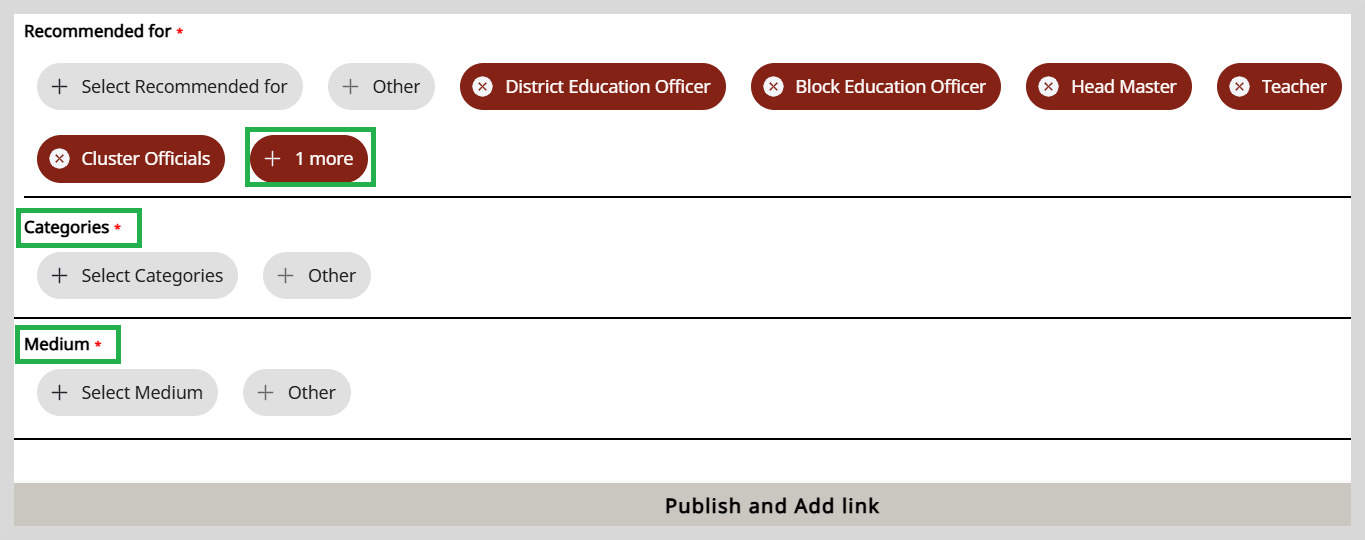 Recommended for *
+ Select Recommended for + Other District Education Officer Block Education Officer Head Master Teacher
Cluster Officials + 1 more
Categories *
+ Select Categories + Other
Medium *
+ Select Medium + Other
Publish and Add link